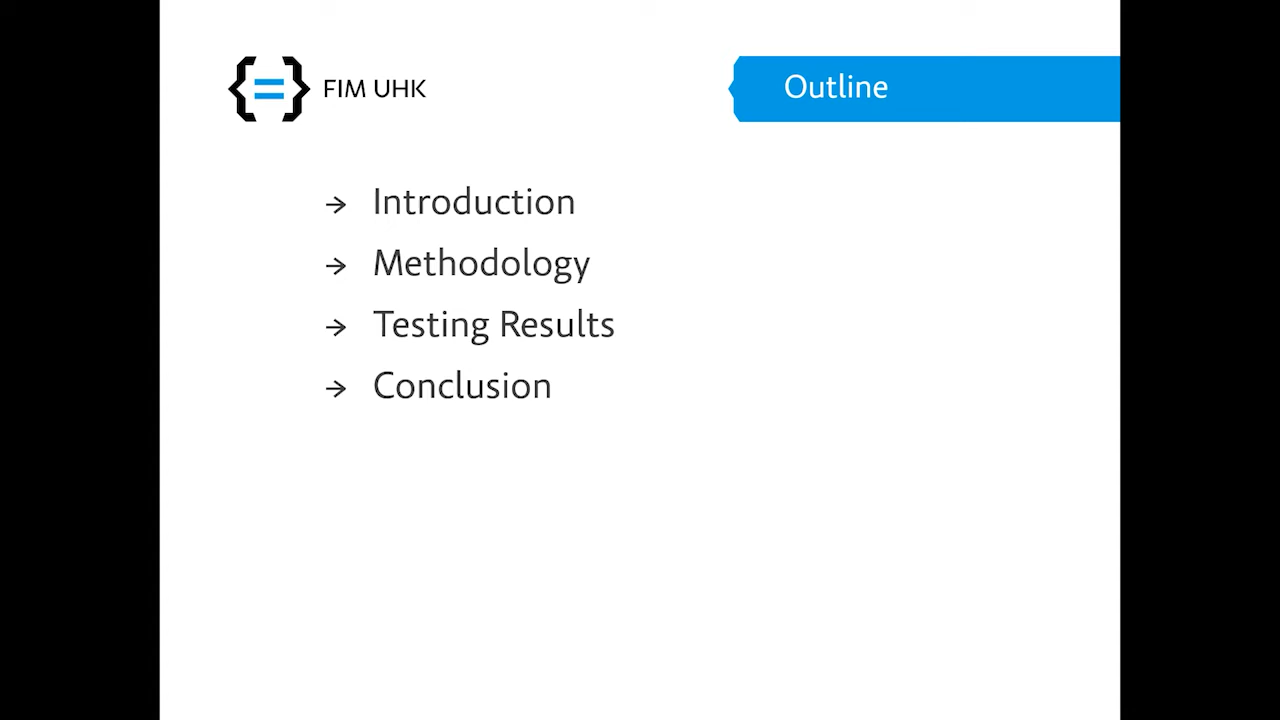 {=} FIM UHK
Outline
→ Introduction
→ Methodology
→ Testing Results
→ Conclusion